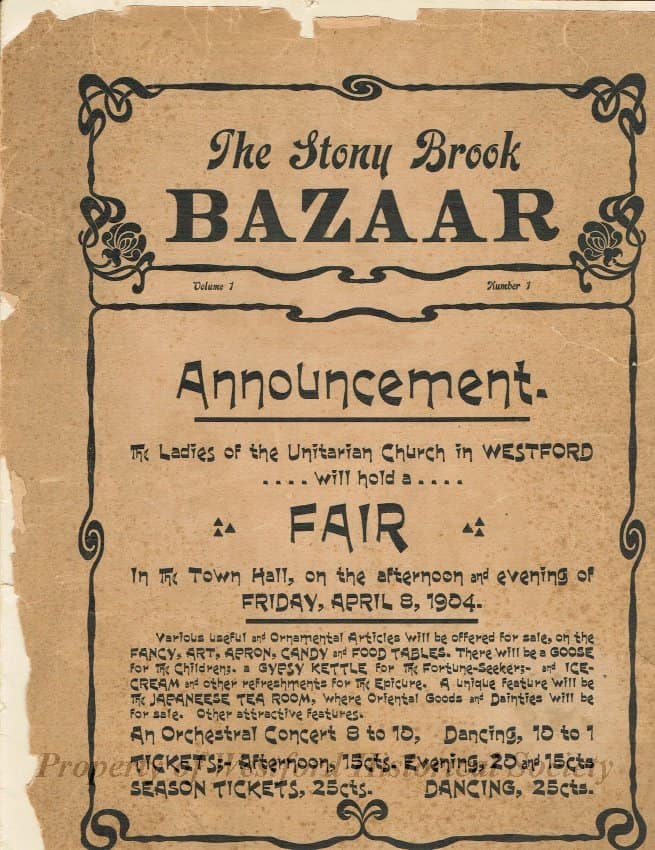 The Stony Brook
BAZAAR
Volume 1 Number 1
Announcement.
The Ladies of the Unitarian Church in WESTFORD
.... will hold a ....
FAIR
In The Town Hall, on the afternoon and evening of
FRIDAY, APRIL 8, 1904.
Various useful and Ornamental Articles will be offered for sale, on the
FANCY, ART, APRON, CANDY and FOOD TABLES. There will be a GOOSE
for The Childrens. a GYPSY KETTLE for The Fortune-Seekers;- and ICE-
CREAM and other refreshments for The Epicure. A unique feature will be
The JAPANEESE TEA ROOM, where Oriental Goods and Dainties will be
for sale. Other attractive features.
An Orchestral Concert 8 to 10, Dancing, 10 to 1
TICKETS;- Afternoon, 15cts. Evening, 20 and 15cts
SEASON TICKETS, 25cts. DANCING, 25cts.
Property of Westford Historical Society